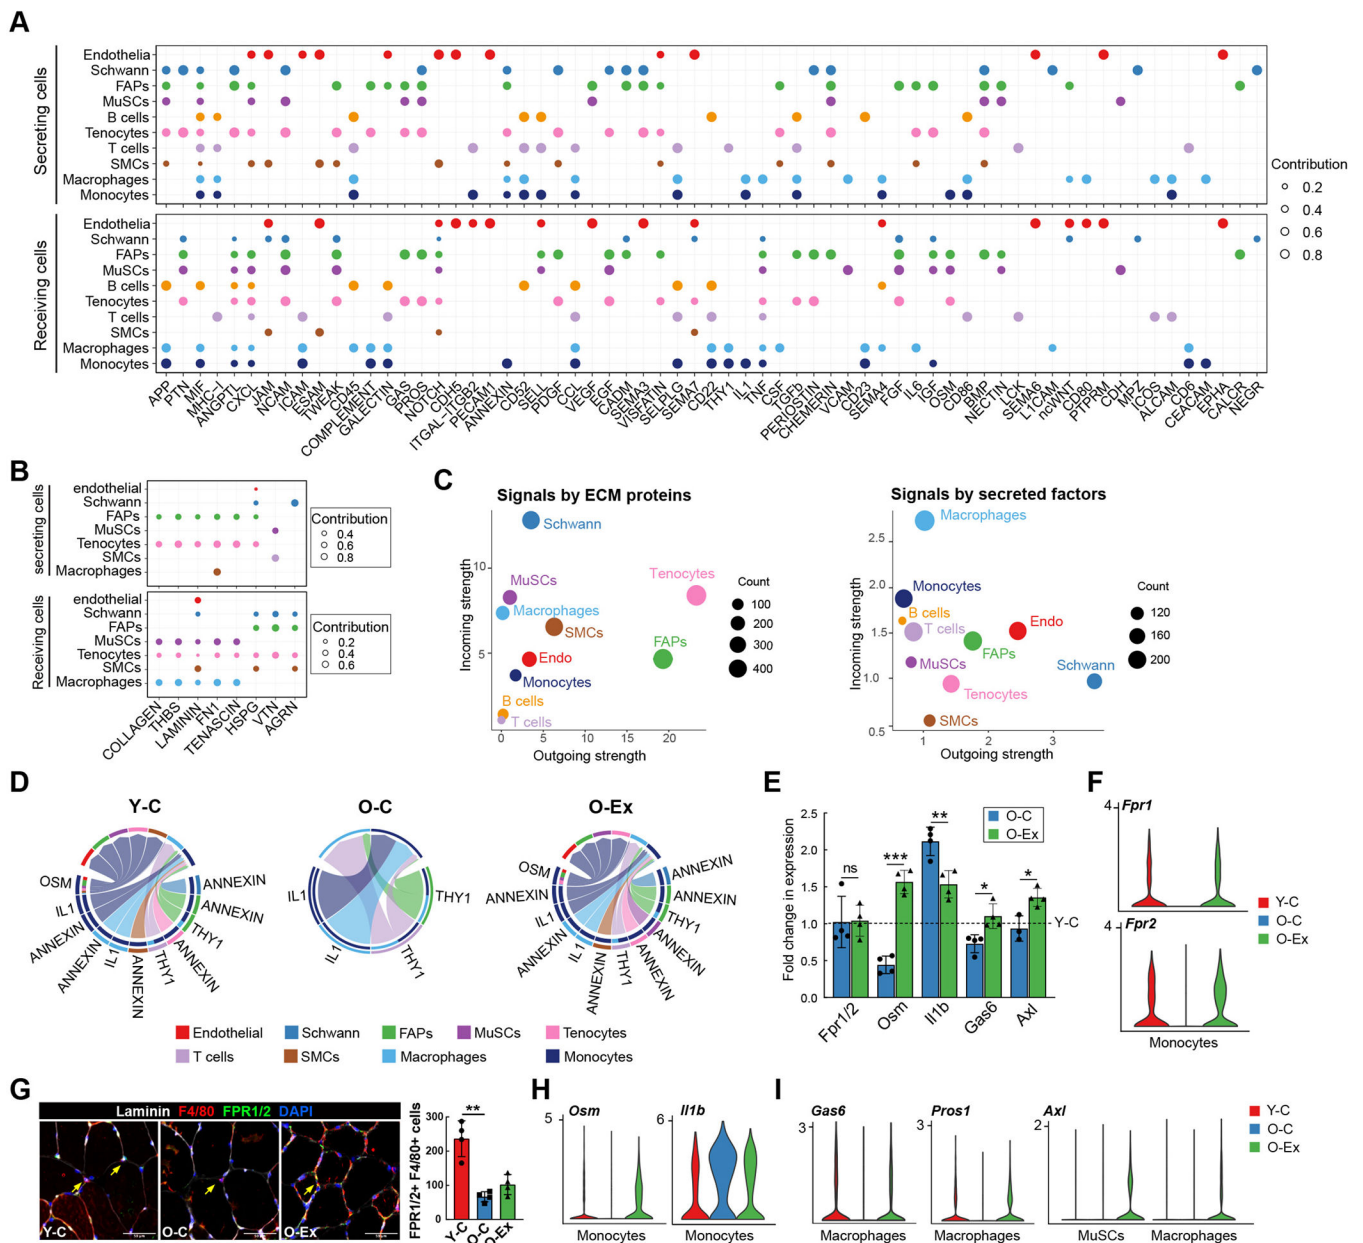 A
Secreting cells
Endothelia
Schwann
FAPs
MuSCs
B cells
Tenocytes
T cells
SMCs
Macrophages
Monocytes
Receiving cells
Endothelia
Schwann
FAPs
MuSCs
B cells
Tenocytes
T cells
SMCs
Macrophages
Monocytes
Contribution
0.2
0.4
0.6
0.8
APP
PTN
MIF
MHC-I
ANGPTL
CXCL
JAM
NCAM
ICAM
ESAM
TWEAK
CD45
COMPLEMENT
GALECTIN
GAS
PROS
NOTCH
CDH5
ITGAL-ITGB2
PECAM1
ANNEXIN
CD52
SELL
PDGF
CCL
VEGF
EGF
CADM
SEMA3
VISFATIN
SELPLG
SEMA7
CD22
THY1
IL1
TNF
CSF
TGFb
PERIOSTIN
CHEMERIN
VCAM
CD23
SEMA4
FGF
IL6
IGF
OSM
CD86
BMP
NECTIN
LCK
SEMA6
L1CAM
ncWNT
CD80
PTPRM
CDH
MPZ
ICOS
ALCAM
CD6
CEACAM
EPHA
CALCR
NEGR
B
secreting cells
endothelial
Schwann
FAPs
MuSCs
Tenocytes
SMCs
Macrophages
Contribution
0.4
0.6
0.8
Receiving cells
endothelial
Schwann
FAPs
MuSCs
Tenocytes
SMCs
Macrophages
Contribution
0.2
0.4
0.6
COLLAGEN
THBS
LAMININ
FN1
TENASCIN
HSPG
VTN
AGRN
C
Signals by ECM proteins
Incoming strength
10
5
Schwann
MuSCs
Tenocytes
Macrophages
SMCs
FAPs
Endo
Monocytes
B cells
T cells
0
5
10
15
20
Outgoing strength
Count
100
200
300
400
Signals by secreted factors
Incoming strength
2.5
2.0
1.5
1.0
0.5
Macrophages
Monocytes
B cells
T cells
Endo
FAPs
MuSCs
Schwann
Tenocytes
SMCs
1
2
3
Outgoing strength
Count
120
160
200
D
Y-C
OSM
IL1
ANNEXIN
ANNEXIN
IL1
ANNEXIN
THY1
ANNEXIN
THY1
ANNEXIN
ANNEXIN
O-C
IL1
IL1
THY1
THY1
O-Ex
OSM
ANNEXIN
IL1
ANNEXIN
IL1
ANNEXIN
THY1
ANNEXIN
ANNEXIN
THY1
ANNEXIN
ANNEXIN
Endothelial
Schwann
FAPs
MuSCs
Tenocytes
T cells
SMCs
Macrophages
Monocytes
E
Fold change in expression
2.5
2.0
1.5
1.0
0.5
0.0
O-C
O-Ex
ns
***
**
*
*
Y-C
Fpr1/2
Osm
Il1b
Gas6
Axl
F
4
Fpr1
4
Fpr2
Monocytes
Y-C
O-C
O-Ex
G
Laminin F4/80 FPR1/2 DAPI
Y-C
O-C
O-Ex
FPR1/2+ F4/80+ cells
300
200
100
0
**
Y-C
O-C
O-Ex
H
5
Osm
Monocytes
6
Il1b
Monocytes
I
3
Gas6
Macrophages
3
Pros1
Macrophages
2
Axl
MuSCs
Macrophages
Y-C
O-C
O-Ex